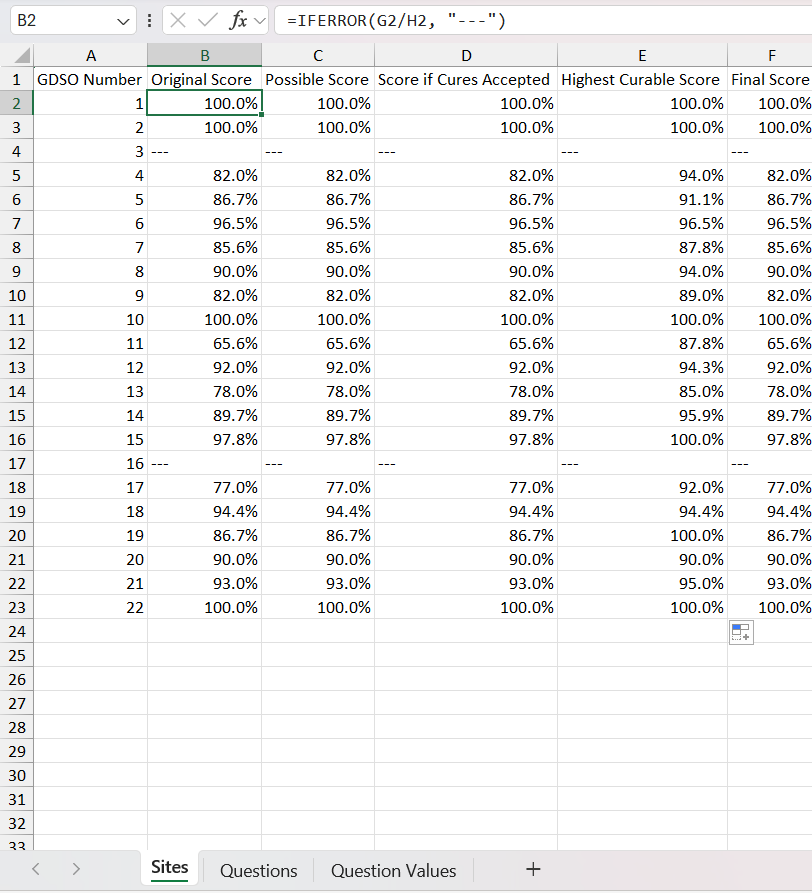 B2 fx =IFERROR(G2/H2, "---")
A B C D E F
1 GDSO Number Original Score Possible Score Score if Cures Accepted Highest Curable Score Final Score
2 1 100.0% 100.0% 100.0% 100.0% 100.0%
3 2 100.0% 100.0% 100.0% 100.0% 100.0%
4 3 --- --- --- --- ---
5 4 82.0% 82.0% 82.0% 94.0% 82.0%
6 5 86.7% 86.7% 86.7% 91.1% 86.7%
7 6 96.5% 96.5% 96.5% 96.5% 96.5%
8 7 85.6% 85.6% 85.6% 87.8% 85.6%
9 8 90.0% 90.0% 90.0% 94.0% 90.0%
10 9 82.0% 82.0% 82.0% 89.0% 82.0%
11 10 100.0% 100.0% 100.0% 100.0% 100.0%
12 11 65.6% 65.6% 65.6% 87.8% 65.6%
13 12 92.0% 92.0% 92.0% 94.3% 92.0%
14 13 78.0% 78.0% 78.0% 85.0% 78.0%
15 14 89.7% 89.7% 89.7% 95.9% 89.7%
16 15 97.8% 97.8% 97.8% 100.0% 97.8%
17 16 --- --- --- --- ---
18 17 77.0% 77.0% 77.0% 92.0% 77.0%
19 18 94.4% 94.4% 94.4% 94.4% 94.4%
20 19 86.7% 86.7% 86.7% 100.0% 86.7%
21 20 90.0% 90.0% 90.0% 90.0% 90.0%
22 21 93.0% 93.0% 93.0% 95.0% 93.0%
23 22 100.0% 100.0% 100.0% 100.0% 100.0%
24
25
26
27
28
29
30
31
32
33
Sites Questions Question Values +